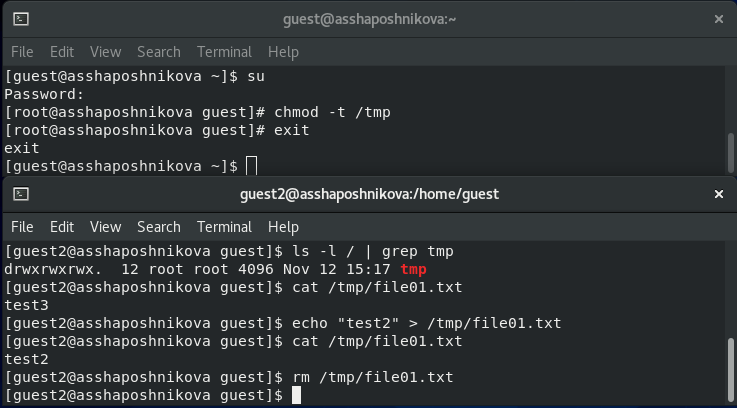 guest@asshaposhnikova:~
File Edit View Search Terminal Help
[guest@asshaposhnikova ~]$ su
Password:
[root@asshaposhnikova guest]# chmod -t /tmp
[root@asshaposhnikova guest]# exit
exit
[guest@asshaposhnikova ~]$
guest2@asshaposhnikova:/home/guest
File Edit View Search Terminal Help
[guest2@asshaposhnikova guest]$ ls -l / | grep tmp
drwxrwxrwx.  12 root root 4096 Nov 12 15:17 tmp
[guest2@asshaposhnikova guest]$ cat /tmp/file01.txt
test3
[guest2@asshaposhnikova guest]$ echo "test2" > /tmp/file01.txt
[guest2@asshaposhnikova guest]$ cat /tmp/file01.txt
test2
[guest2@asshaposhnikova guest]$ rm /tmp/file01.txt
[guest2@asshaposhnikova guest]$